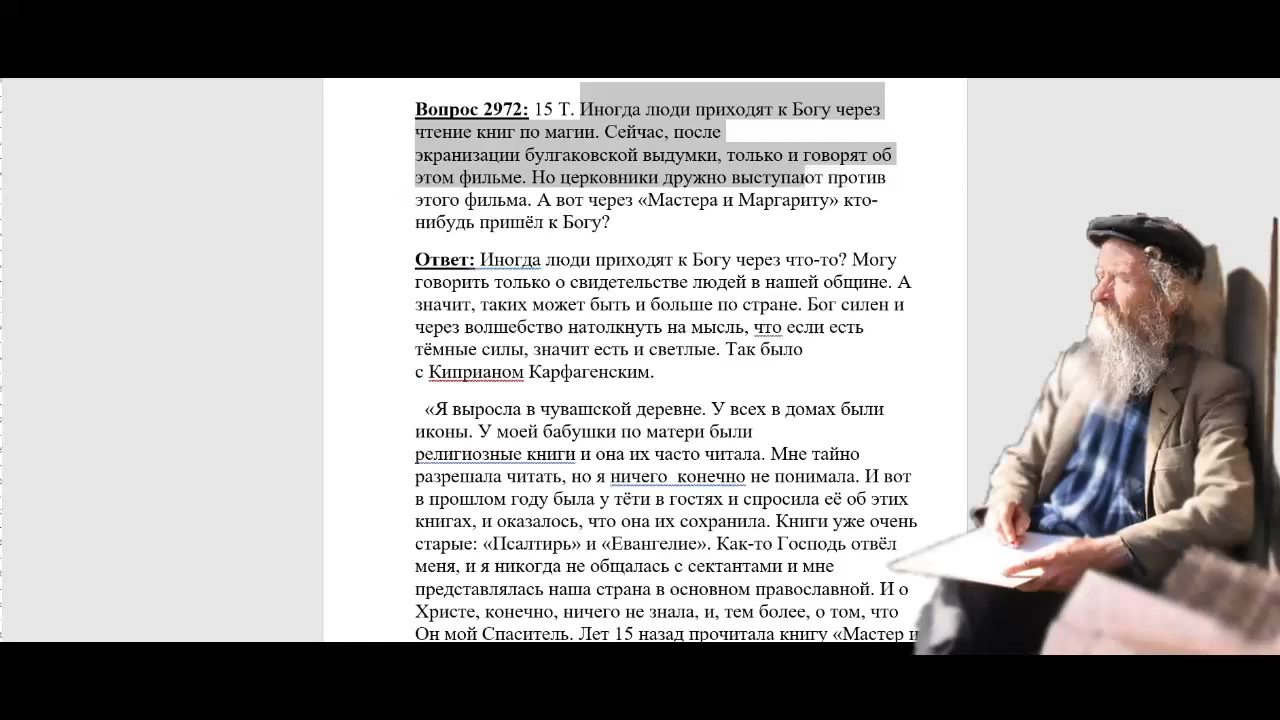 Вопрос 2972: 15 Т. Иногда люди приходят к Богу через
чтение книг по магии. Сейчас, после
экранизации булгаковской выдумки, только и говорят об
этом фильме. Но церковники дружно выступают против
этого фильма. А вот через «Мастера и Маргариту» кто-
нибудь пришёл к Богу?
Ответ: Иногда люди приходят к Богу через что-то? Могу
говорить только о свидетельстве людей в нашей общине. А
значит, таких может быть и больше по стране. Бог силен и
через волшебство натолкнуть на мысль, что если есть
тёмные силы, значит есть и светлые. Так было
с Киприаном Карфагенским.
«Я выросла в чувашской деревне. У всех в домах были
иконы. У моей бабушки по матери были
религиозные книги и она их часто читала. Мне тайно
разрешала читать, но я ничего  конечно не понимала. И вот
в прошлом году была у тёти в гостях и спросила её об этих
книгах, и оказалось, что она их сохранила. Книги уже очень
старые: «Псалтирь» и «Евангелие». Как-то Господь отвёл
меня, и я никогда не общалась с сектантами и мне
представлялась наша страна в основном православной. И о
Христе, конечно, ничего не знала, и, тем более, о том, что
Он мой Спаситель. Лет 15 назад прочитала книгу «Мастер и